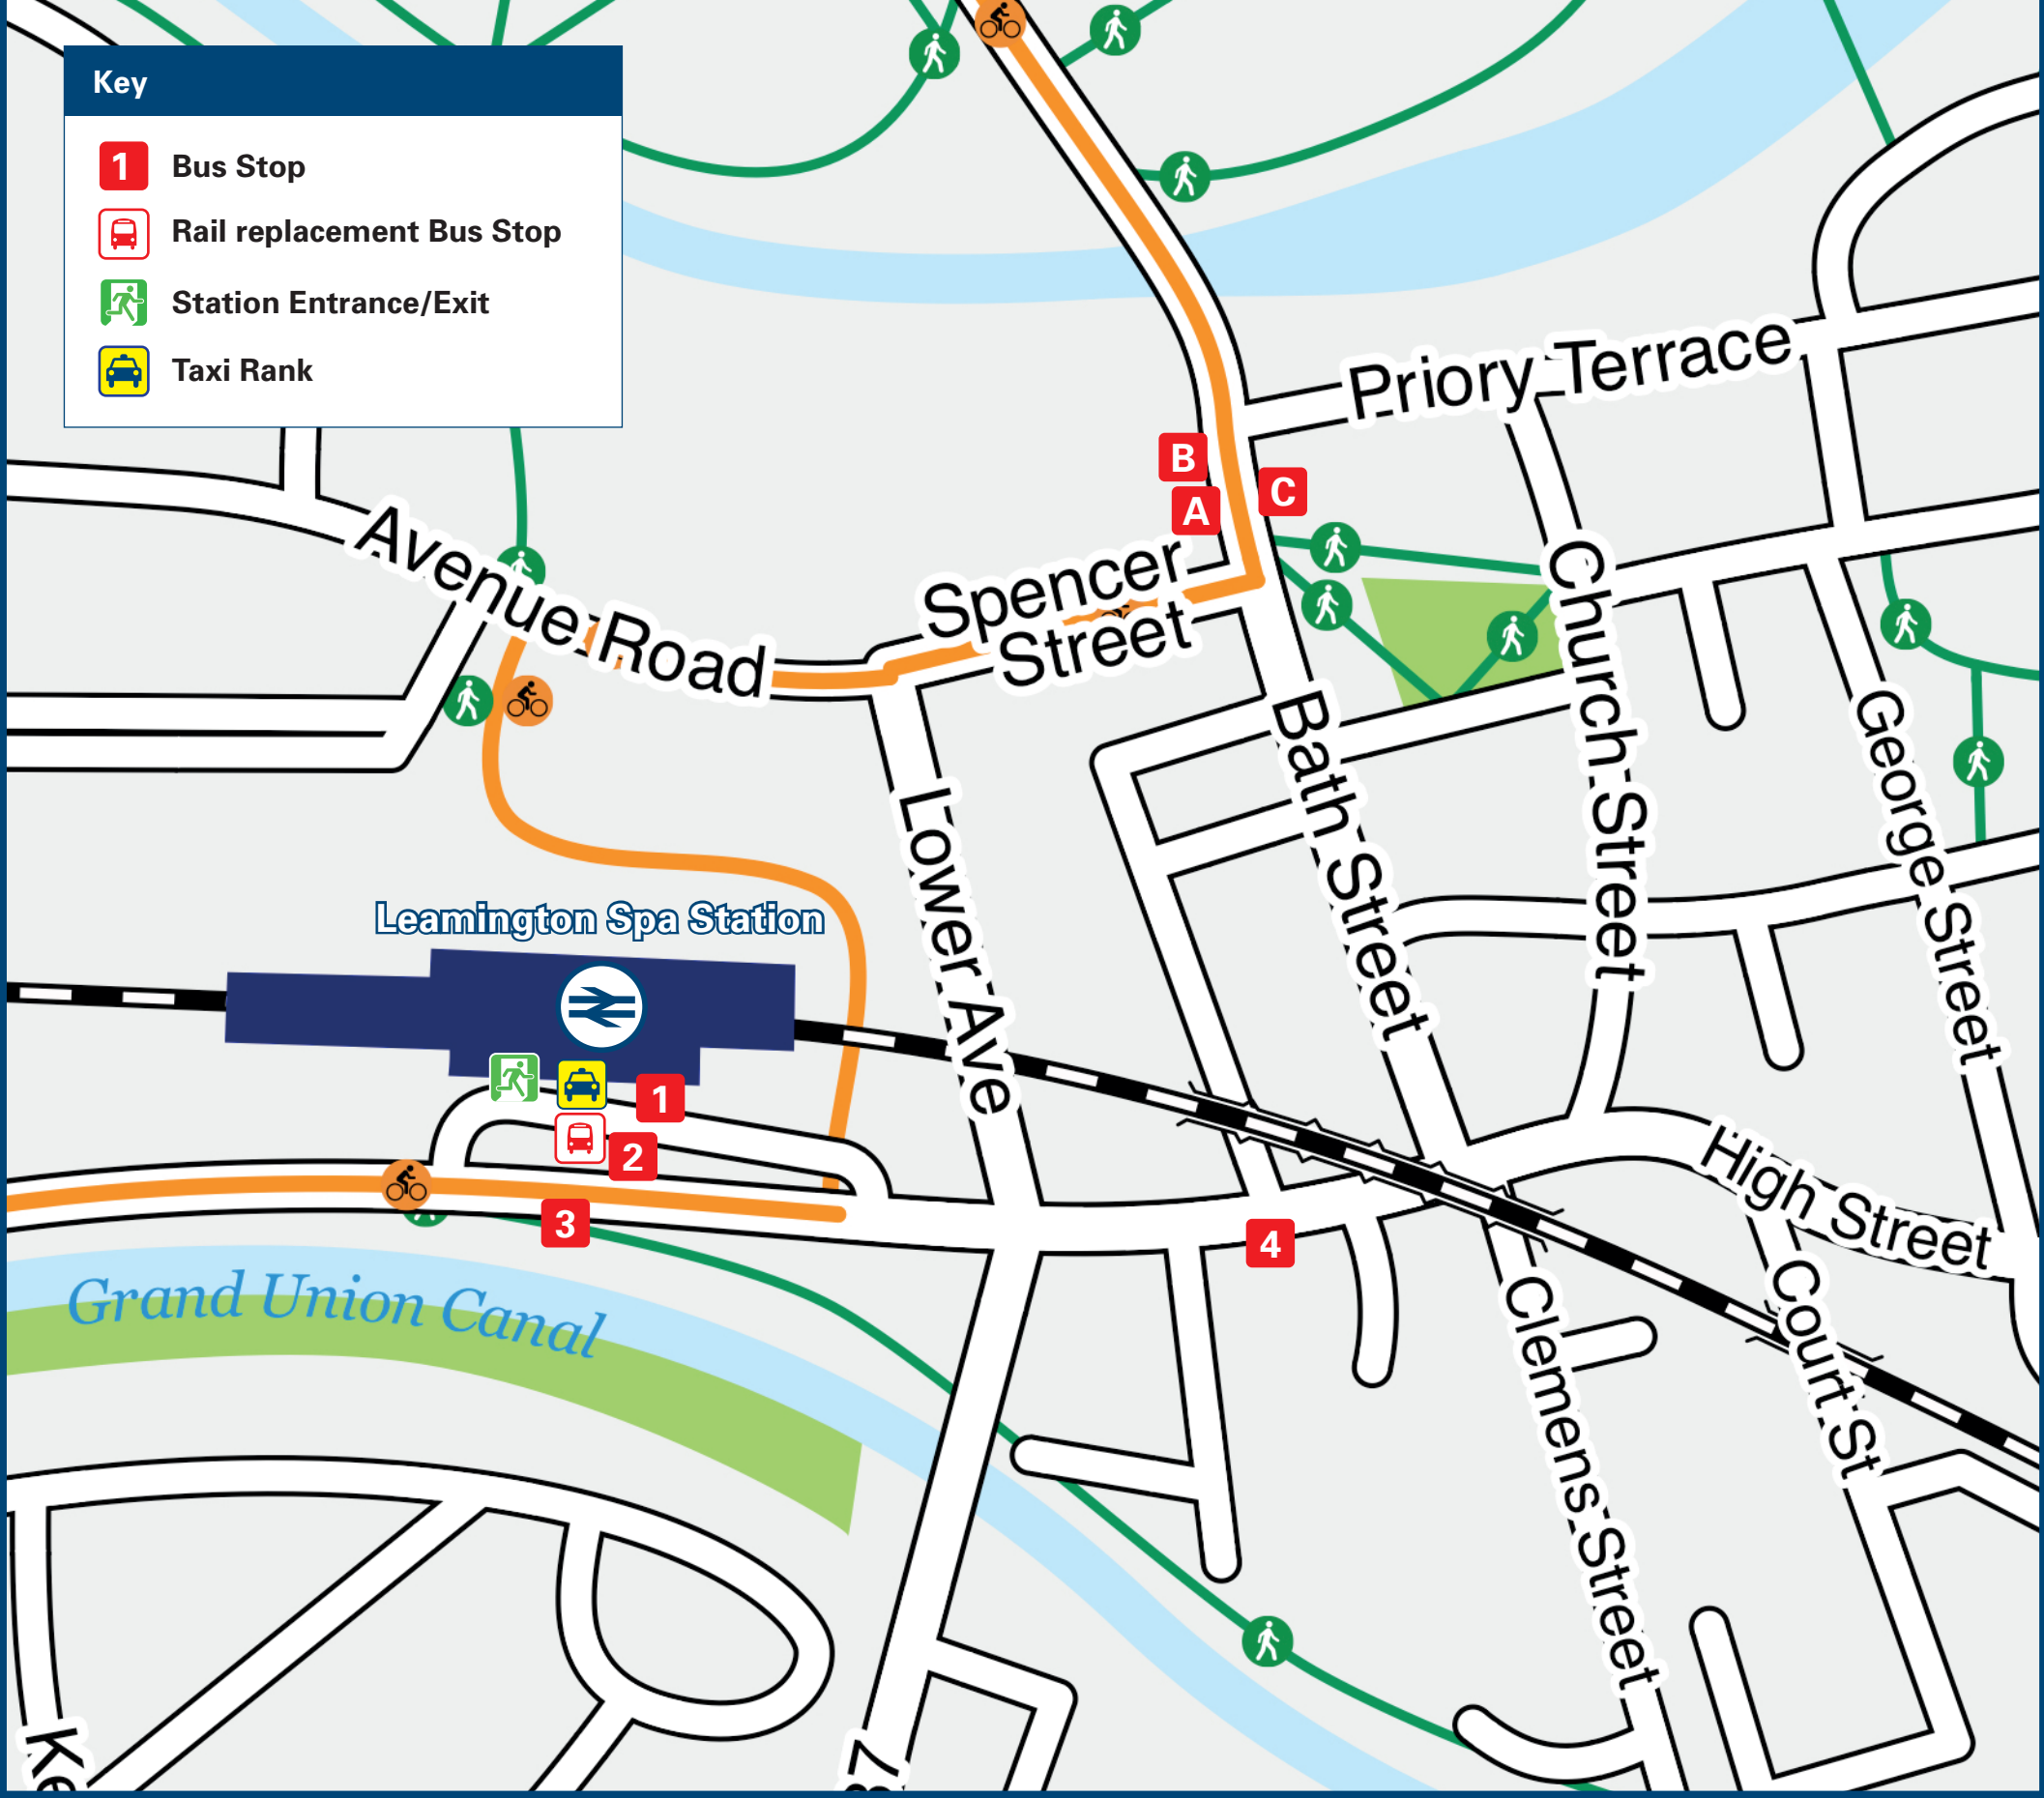 Key
1 Bus Stop
Rail replacement Bus Stop
Station Entrance/Exit
Taxi Rank
Priory Terrace
B
C
A
Avenue Road
Spencer
Street
Church Street
Bath Street
George Street
Lower Ave
Leamington Spa Station
1
2
3
4
High Street
Grand Union Canal
Court St
Clemens Street